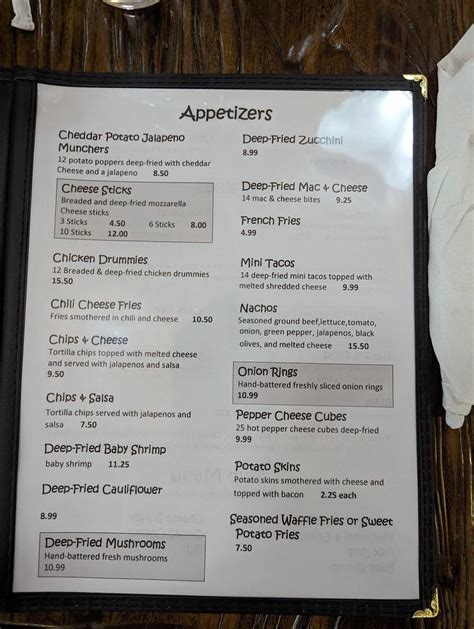 Appetizers
Cheddar Potato Jalapeno
Munchers
12 potato poppers deep-fried with cheddar
Cheese and a jalapeno 8.50
Cheese Sticks
Breaded and deep-fried mozzarella
Cheese sticks
3 Sticks 4.50 6 Sticks 8.00
10 Sticks 12.00
Chicken Drummies
12 Breaded & deep-fried chicken drummies
15.50
Chili Cheese Fries
Fries smothered in chili and cheese 10.50
Chips & Cheese
Tortilla chips topped with melted cheese
and served with jalapenos and salsa
9.50
Chips & Salsa
Tortilla chips served with jalapenos and
salsa 7.50
Deep-Fried Baby Shrimp
baby shrimp 11.25
Deep-Fried Cauliflower
8.99
Deep-Fried Mushrooms
Hand-battered fresh mushrooms
10.99
Deep-Fried Zucchini
8.99
Deep-Fried Mac & Cheese
14 mac & cheese bites 9.25
French Fries
4.99
Mini Tacos
14 deep-fried mini tacos topped with
melted shredded cheese 9.99
Nachos
Seasoned ground beef,lettuce,tomato,
onion, green pepper, jalapenos, black
olives, and melted cheese 15.50
Onion Rings
Hand-battered freshly sliced onion rings
10.99
Pepper Cheese Cubes
25 hot pepper cheese cubes deep-fried
9.99
Potato Skins
Potato skins smothered with cheese and
topped with bacon 2.25 each
Seasoned Waffle Fries or Sweet
Potato Fries
7.50